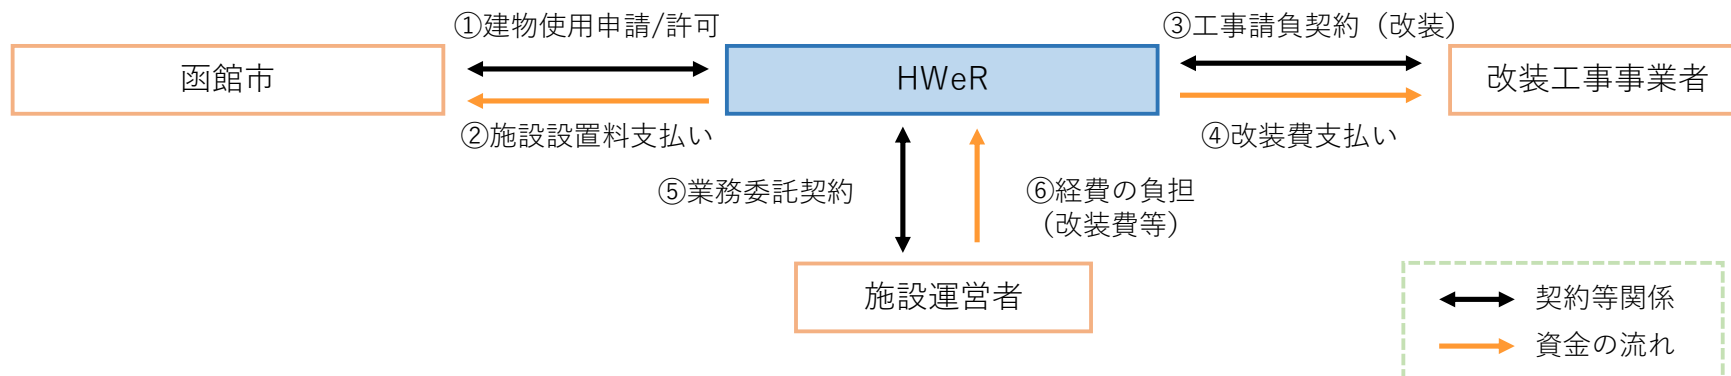 ①建物使用申請/許可
③工事請負契約（改装）
函館市
HWeR
改装工事事業者
②施設設置料支払い
④改装費支払い
⑤業務委託契約
⑥経費の負担
（改装費等）
施設運営者
契約等関係
資金の流れ